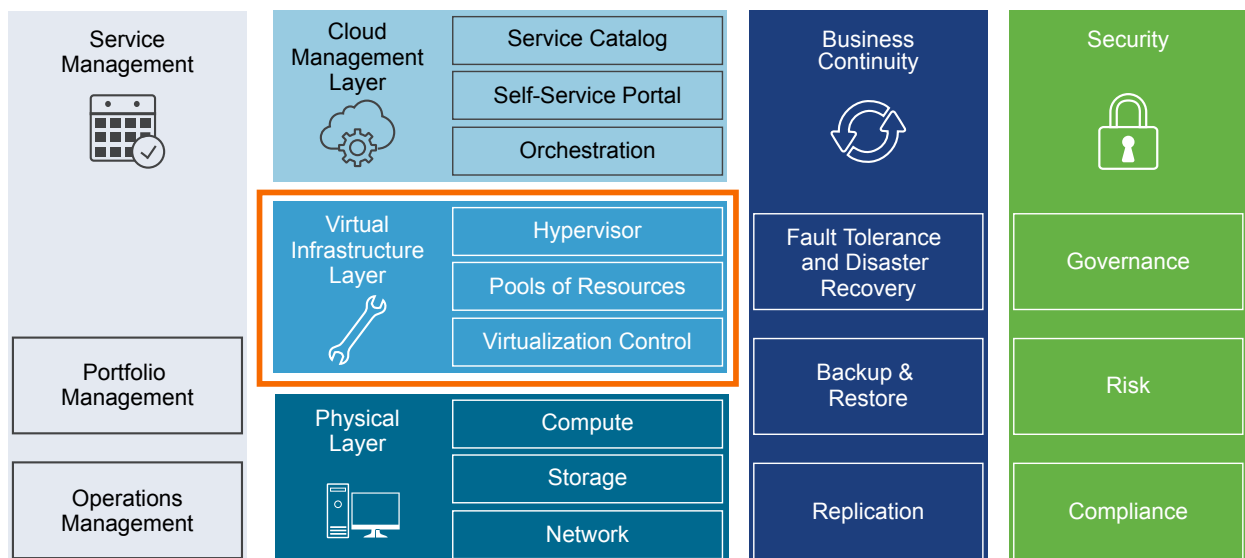 Service
Management
Portfolio
Management
Operations
Management
Cloud
Management
Layer
Service Catalog
Self-Service Portal
Orchestration
Virtual
Infrastructure
Layer
Hypervisor
Pools of Resources
Virtualization Control
Physical
Layer
Compute
Storage
Network
Business
Continuity
Fault Tolerance
and Disaster
Recovery
Backup &
Restore
Replication
Security
Governance
Risk
Compliance